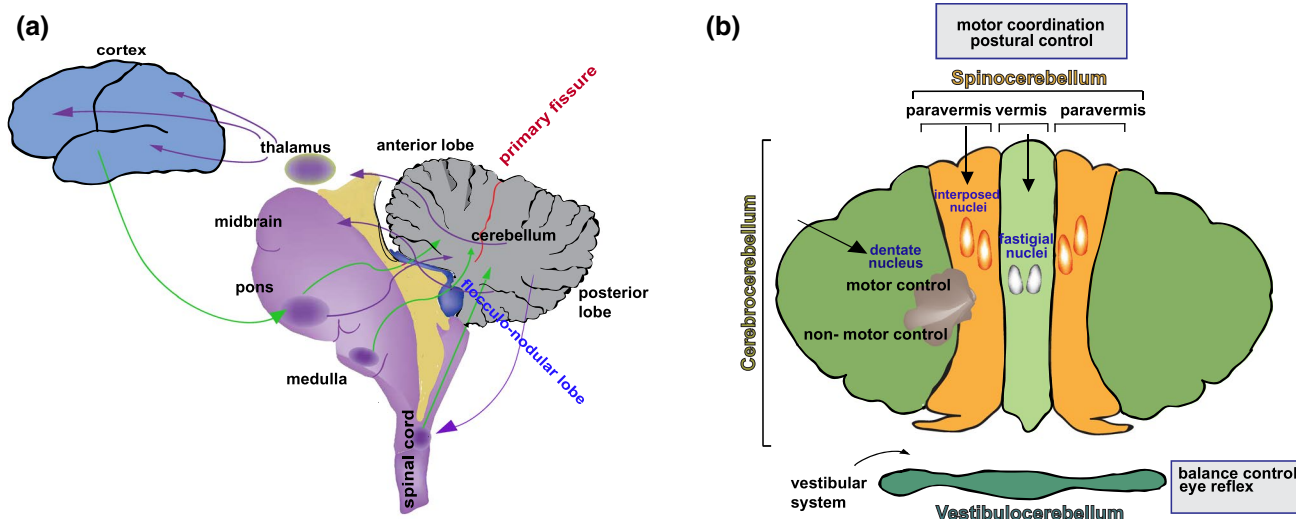 (a)
cortex
thalamus
anterior lobe
primary fissure
midbrain
cerebellum
pons
posterior
lobe
flocculo-nodular lobe
medulla
spinal cord
(b)
motor coordination
postural control
Spinocerebellum
paravermis vermis paravermis
Cerebrocerebellum
interposed
nuclei
fastigial
nuclei
dentate
nucleus
motor control
non- motor control
vestibular
system
balance control
eye reflex
Vestibulocerebellum